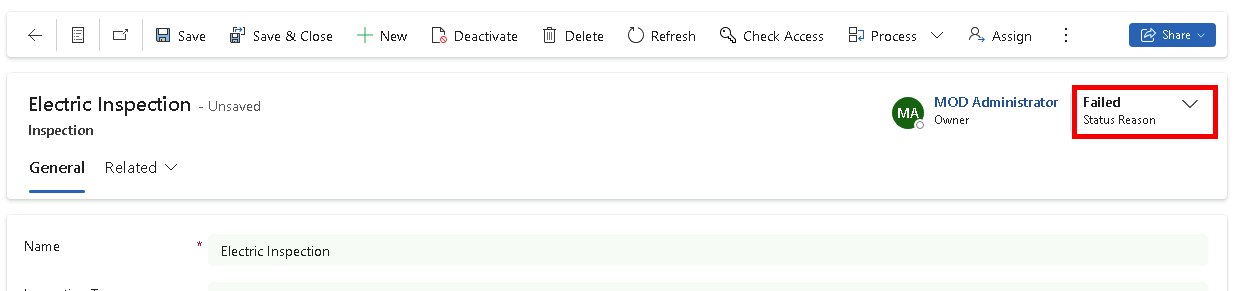 Save Save & Close New Deactivate Delete Refresh Check Access Process Assign Share
Electric Inspection - Unsaved
Inspection
MA MOD Administrator
Owner
Failed
Status Reason
General Related
Name * Electric Inspection